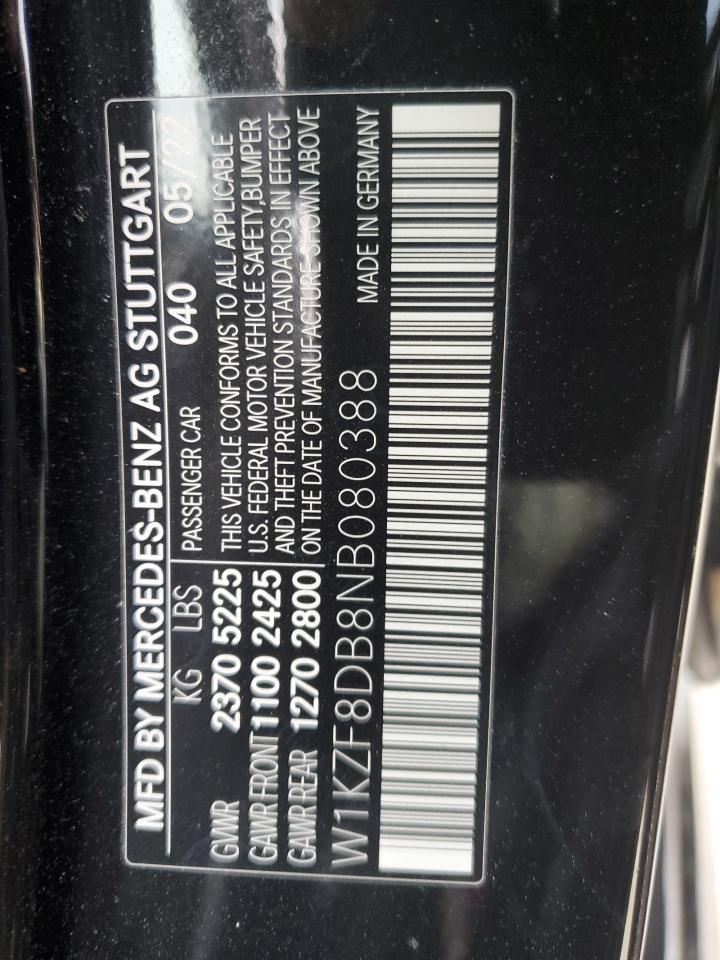 MFD BY MERCEDES-BENZ AG STUTTGART
KG LBS
PASSENGER CAR 040 05/22
GWR 2370 5225
GAWR FRONT 1100 2425
GAWR REAR 1270 2800
THIS VEHICLE CONFORMS TO ALL APPLICABLE
U.S. FEDERAL MOTOR VEHICLE SAFETY,BUMPER
AND THEFT PREVENTION STANDARDS IN EFFECT
ON THE DATE OF MANUFACTURE SHOWN ABOVE
W1KZF8DB8NB080388
MADE IN GERMANY